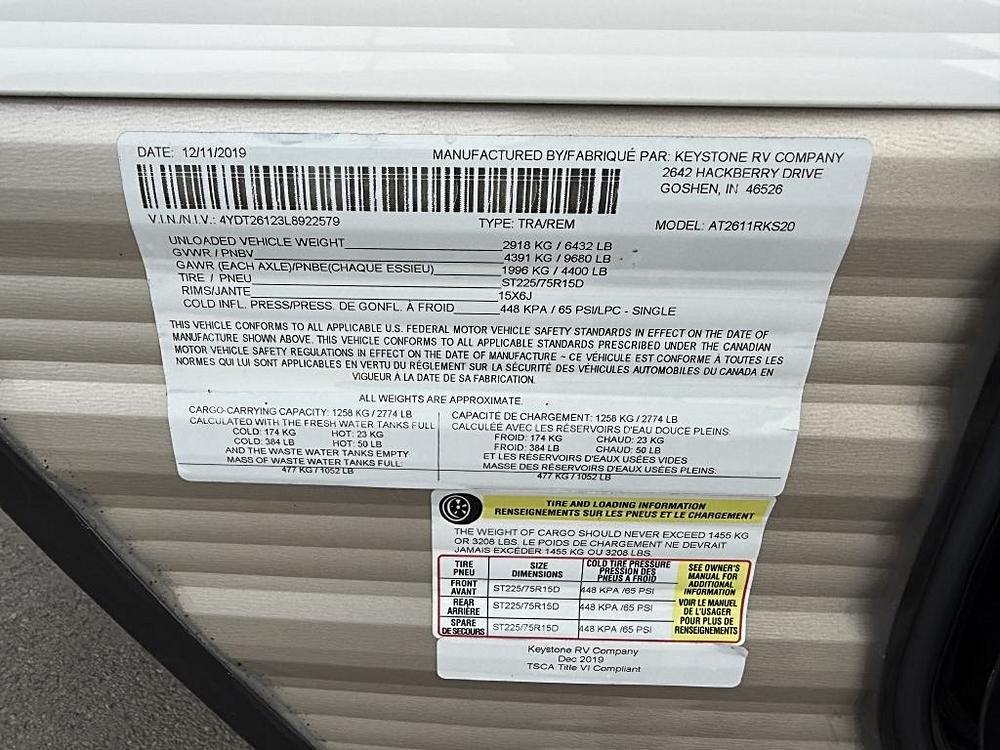 DATE: 12/11/2019
MANUFACTURED BY/FABRIQUÉ PAR: KEYSTONE RV COMPANY
2642 HACKBERRY DRIVE
GOSHEN, IN 46526
V.I.N./N.I.V.: 4YDT26123L8922579 TYPE: TRA/REM MODEL: AT2611RKS20
UNLOADED VEHICLE WEIGHT 2918 KG / 6432 LB
GVWR / PNBV 4391 KG / 9680 LB
GAWR (EACH AXLE)/PNBE(CHAQUE ESSIEU) 1996 KG / 4400 LB
TIRE / PNEU ST225/75R15D
RIMS/JANTE 15X6J
COLD INFL. PRESS/PRESS. DE GONFL. À FROID 448 KPA / 65 PSI/LPC - SINGLE
THIS VEHICLE CONFORMS TO ALL APPLICABLE U.S. FEDERAL MOTOR VEHICLE SAFETY STANDARDS IN EFFECT ON THE DATE OF
MANUFACTURE SHOWN ABOVE. THIS VEHICLE CONFORMS TO ALL APPLICABLE STANDARDS PRESCRIBED UNDER THE CANADIAN
MOTOR VEHICLE SAFETY REGULATIONS IN EFFECT ON THE DATE OF MANUFACTURE ~ CE VÉHICULE EST CONFORME À TOUTES LES
NORMES QUI LUI SONT APPLICABLES EN VERTU DU RÈGLEMENT SUR LA SÉCURITÉ DES VÉHICULES AUTOMOBILES DU CANADA EN
VIGUEUR À LA DATE DE SA FABRICATION.
ALL WEIGHTS ARE APPROXIMATE.
CARGO-CARRYING CAPACITY: 1258 KG / 2774 LB
CALCULATED WITH THE FRESH WATER TANKS FULL
COLD: 174 KG HOT: 23 KG
COLD: 384 LB HOT: 50 LB
AND THE WASTE WATER TANKS EMPTY
MASS OF WASTE WATER TANKS FULL:
477 KG / 1052 LB
CAPACITÉ DE CHARGEMENT: 1258 KG / 2774 LB
CALCULÉE AVEC LES RÉSERVOIRS D'EAU DOUCE PLEINS:
FROID: 174 KG CHAUD: 23 KG
FROID: 384 LB CHAUD: 50 LB
ET LES RÉSERVOIRS D'EAUX USÉES VIDES
MASSE DES RÉSERVOIRS D'EAUX USÉES PLEINS:
477 KG / 1052 LB
TIRE AND LOADING INFORMATION
RENSEIGNEMENTS SUR LES PNEUS ET LE CHARGEMENT
THE WEIGHT OF CARGO SHOULD NEVER EXCEED 1455 KG
OR 3208 LBS. LE POIDS DE CHARGEMENT NE DEVRAIT
JAMAIS EXCÉDER 1455 KG OU 3208 LBS.
TIRE SIZE COLD TIRE PRESSURE
PNEU DIMENSIONS PRESSION DES
PNEUS A FROID
FRONT
AVANT ST225/75R15D 448 KPA /65 PSI
REAR
ARRIÈRE ST225/75R15D 448 KPA /65 PSI
SPARE
DE SECOURS ST225/75R15D 448 KPA /65 PSI
SEE OWNER'S
MANUAL FOR
ADDITIONAL
INFORMATION
VOIR LE MANUEL
DE L'USAGER
POUR PLUS DE
RENSEIGNEMENTS
Keystone RV Company
Dec 2019
TSCA Title VI Compliant